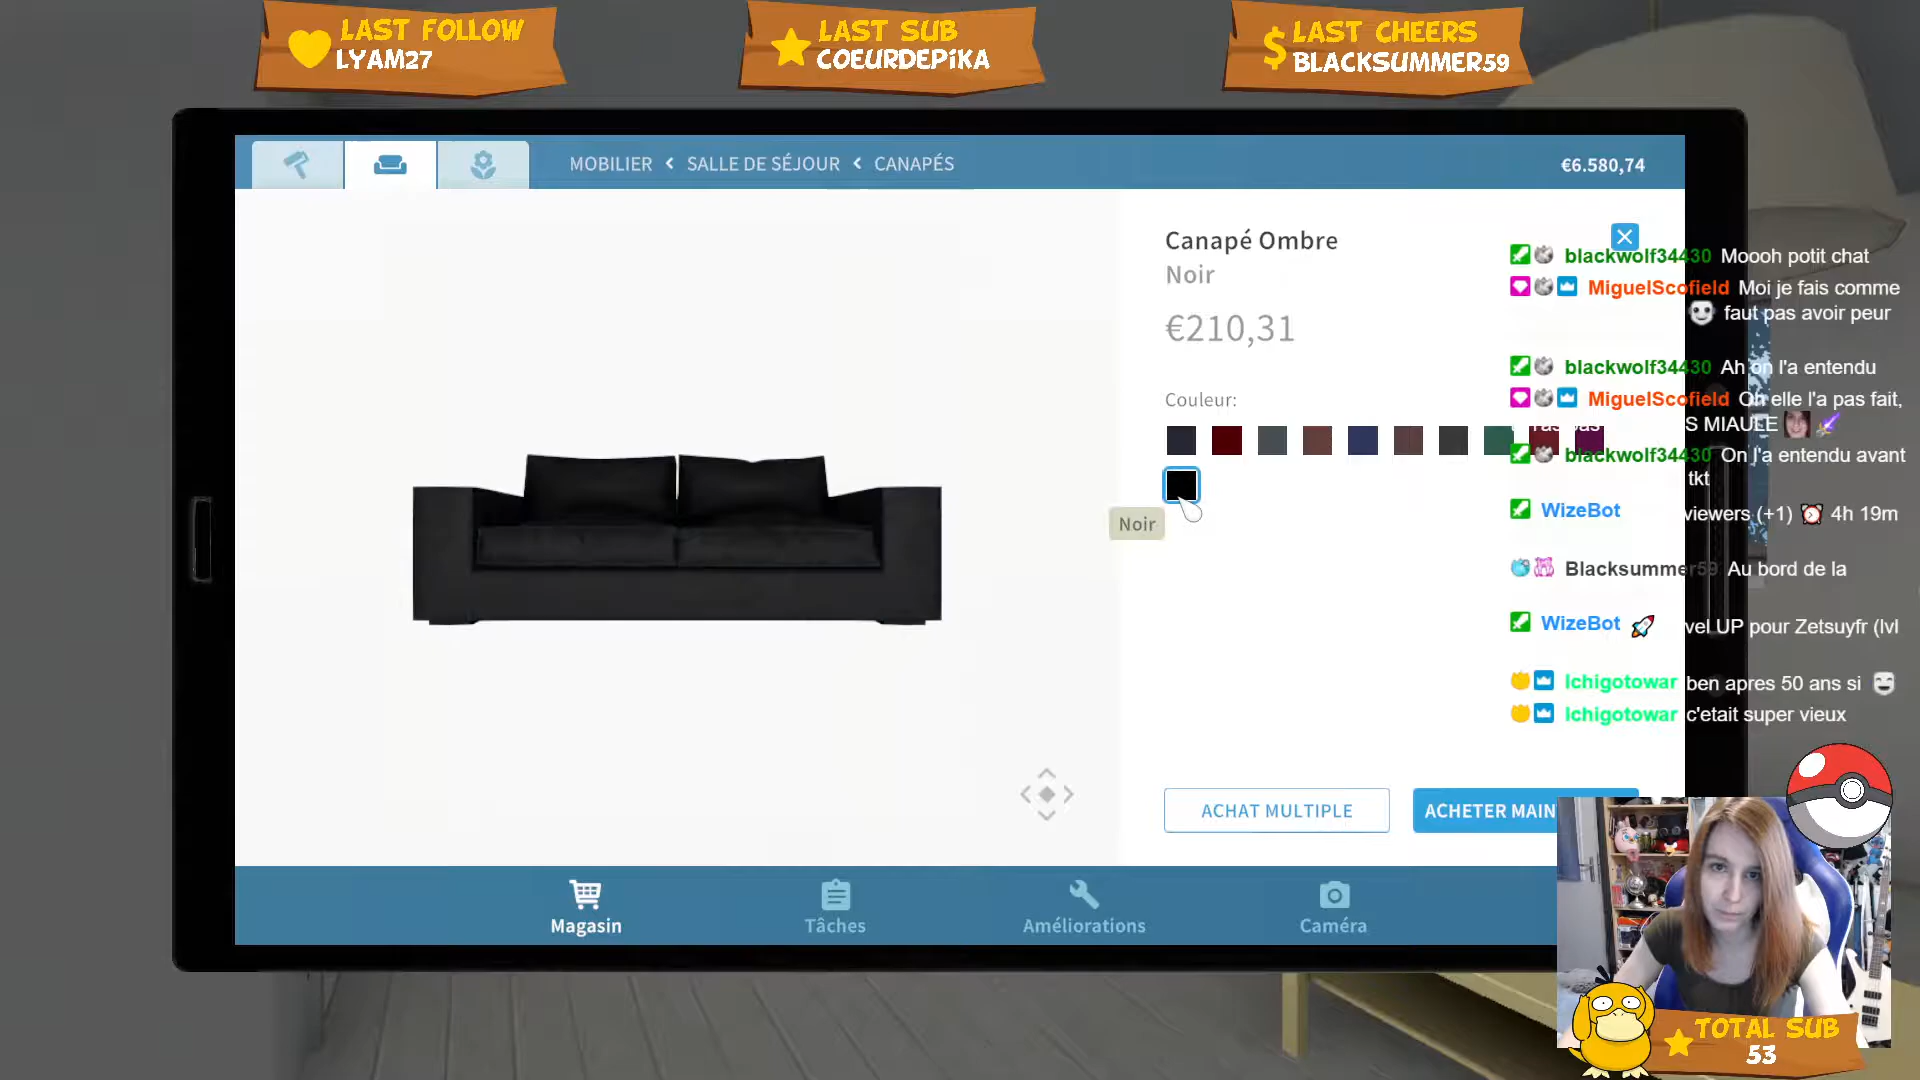 LAST FOLLOW
LYAM27
LAST SUB
COEURDEPIKA
LAST CHEERS
BLACKSUMMER59
MOBILIER < SALLE DE SÉJOUR < CANAPÉS
€6.580,74
Canapé Ombre
Noir
€210,31
Couleur:
Noir
ACHAT MULTIPLE
ACHETER MAIN
Magasin
Tâches
Améliorations
Caméra
blackwolf34430 Moooh potit chat
MiguelScofield Moi je fais comme
faut pas avoir peur
blackwolf34430 Ah on l'a entendu
MiguelScofield Oh elle l'a pas fait,
S MIAULE
blackwolf34430 On l'a entendu avant
tkt
WizeBot viewers (+1) 4h 19m
Blacksummer59 Au bord de la
WizeBot vel UP pour Zetsuyfr (lvl
Ichigotowar ben apres 50 ans si
Ichigotowar c'etait super vieux
TOTAL SUB
53